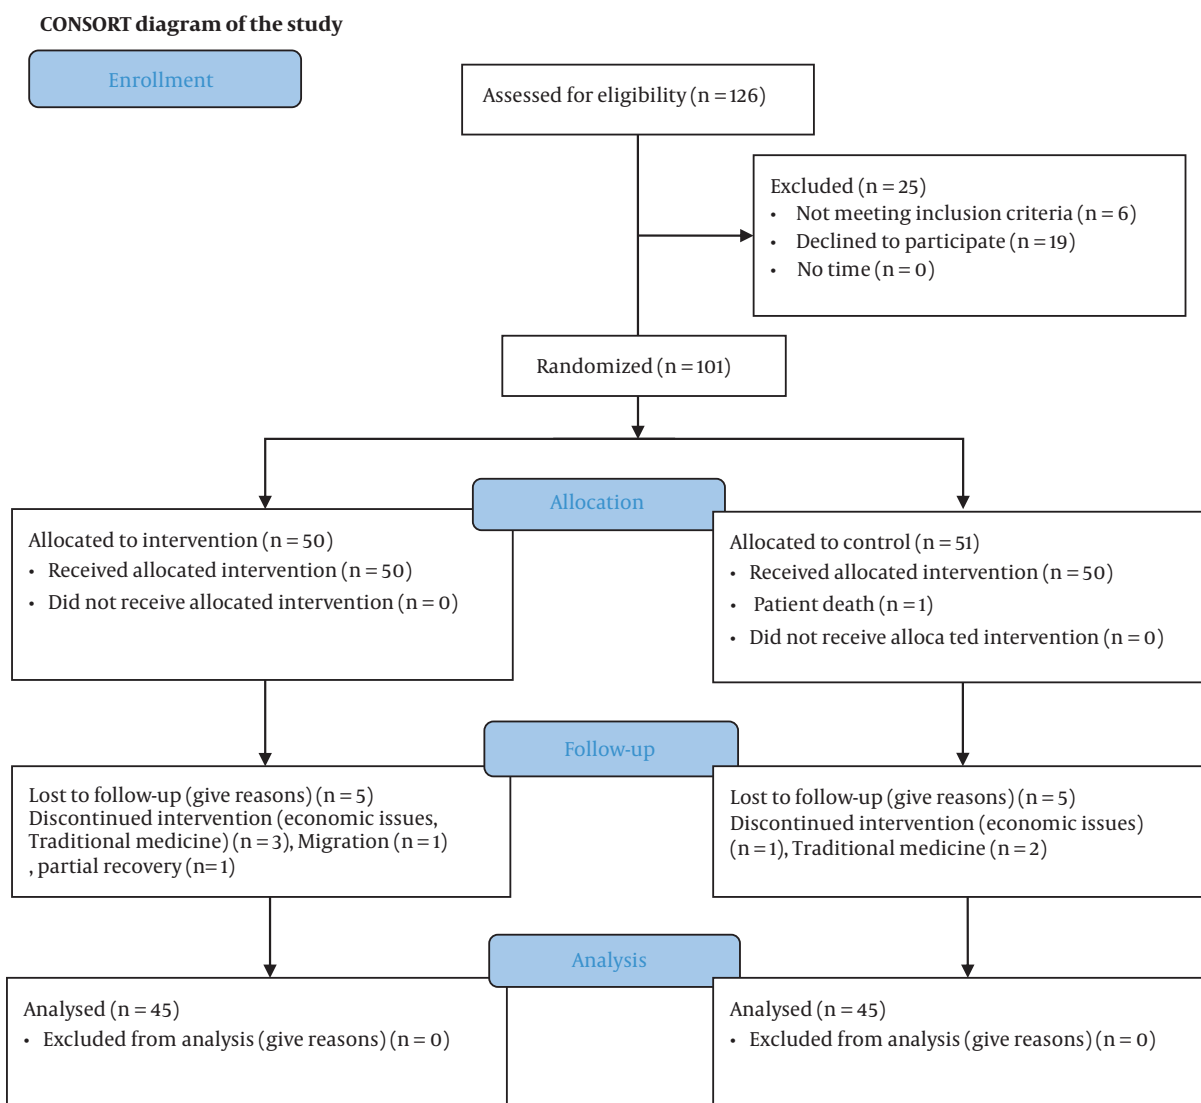 CONSORT diagram of the study
Enrollment
Assessed for eligibility (n = 126)
Excluded (n = 25)
• Not meeting inclusion criteria (n = 6)
• Declined to participate (n = 19)
• No time (n = 0)
Randomized (n = 101)
Allocation
Allocated to intervention (n = 50)
• Received allocated intervention (n = 50)
• Did not receive allocated intervention (n = 0)
Allocated to control (n = 51)
• Received allocated intervention (n = 50)
• Patient death (n = 1)
• Did not receive alloca ted intervention (n = 0)
Follow-up
Lost to follow-up (give reasons) (n = 5)
Discontinued intervention (economic issues,
Traditional medicine) (n = 3), Migration (n = 1)
, partial recovery (n= 1)
Lost to follow-up (give reasons) (n = 5)
Discontinued intervention (economic issues)
(n = 1), Traditional medicine (n = 2)
Analysis
Analysed (n = 45)
• Excluded from analysis (give reasons) (n = 0)
Analysed (n = 45)
• Excluded from analysis (give reasons) (n = 0)